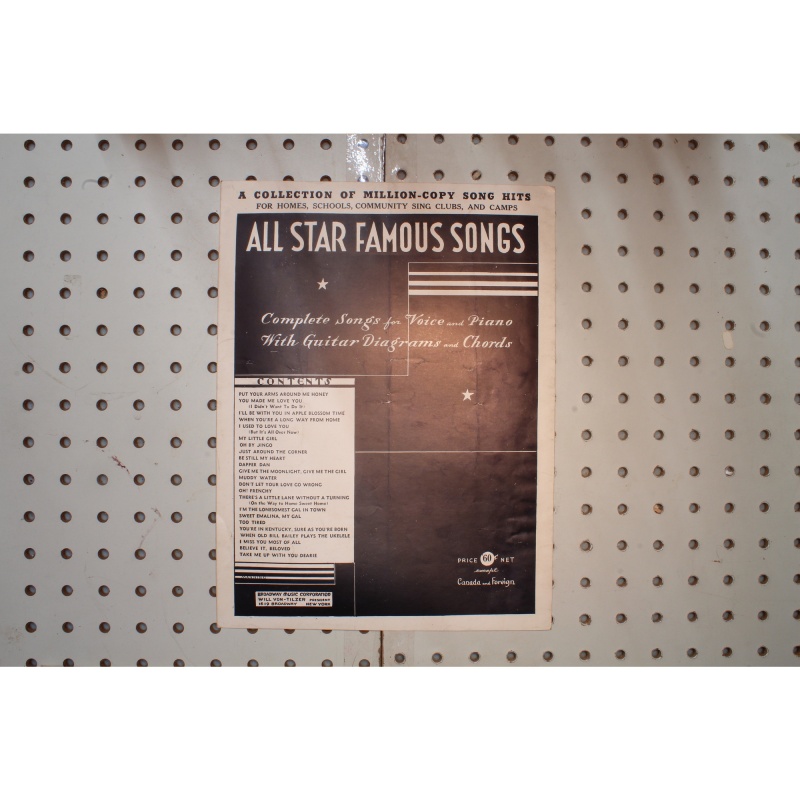 A COLLECTION OF MILLION-COPY SONG HITS
FOR HOMES, SCHOOLS, COMMUNITY SING CLUBS, AND CAMPS
ALL STAR FAMOUS SONGS
Complete Songs for Voice and Piano
With Guitar Diagrams and Chords
CONTENTS
PUT YOUR ARMS AROUND ME HONEY
YOU MADE ME LOVE YOU
(I Didn't Want To Do It)
I'LL BE WITH YOU IN APPLE BLOSSOM TIME
WHEN YOU'RE A LONG WAY FROM HOME
I USED TO LOVE YOU
(But It's All Over Now)
MY LITTLE GIRL
OH BY JINGO
JUST AROUND THE CORNER
BE STILL MY HEART
DAPPER DAN
GIVE ME THE MOONLIGHT, GIVE ME THE GIRL
MUDDY WATER
DON'T LET YOUR LOVE GO WRONG
OH! FRENCHY
THERE'S A LITTLE LANE WITHOUT A TURNING
(On the Way to Home Sweet Home)
I'M THE LONESOMEST GAL IN TOWN
SWEET EMALINA, MY GAL
TOO TIRED
YOU'RE IN KENTUCKY, SURE AS YOU'RE BORN
WHEN OLD BILL BAILEY PLAYS THE UKELELE
I MISS YOU MOST OF ALL
BELIEVE IT, BELOVED
TAKE ME UP WITH YOU DEARIE
PRICE 60¢ NET
except
Canada and Foreign
BROADWAY MUSIC CORPORATION
WILL VON-TILZER PRESIDENT
1619 BROADWAY NEW YORK